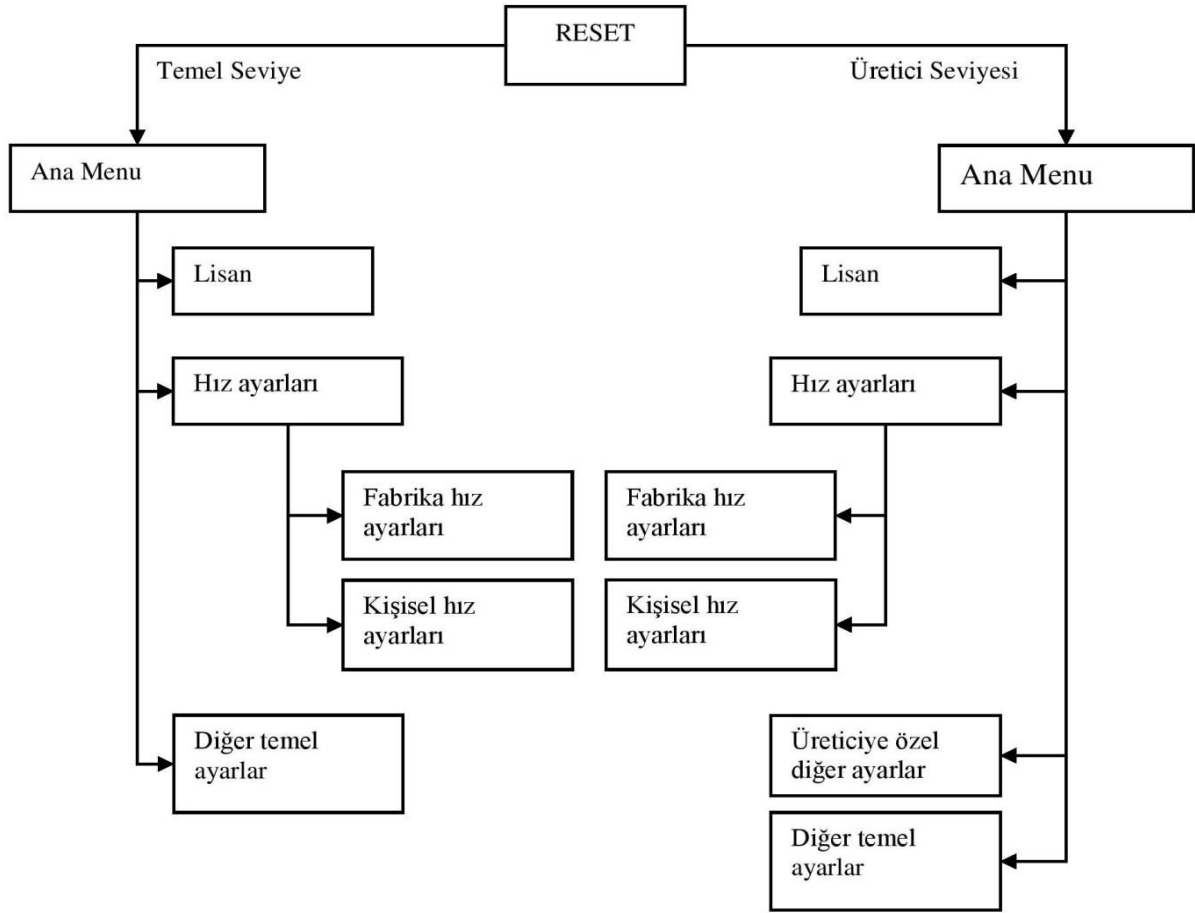 RESET
Temel Seviye
Üretici Seviyesi
Ana Menu
Ana Menu
Lisan
Lisan
Hız ayarları
Hız ayarları
Fabrika hız
ayarları
Fabrika hız
ayarları
Kişisel hız
ayarları
Kişisel hız
ayarları
Diğer temel
ayarlar
Üreticiye özel
diğer ayarlar
Diğer temel
ayarlar